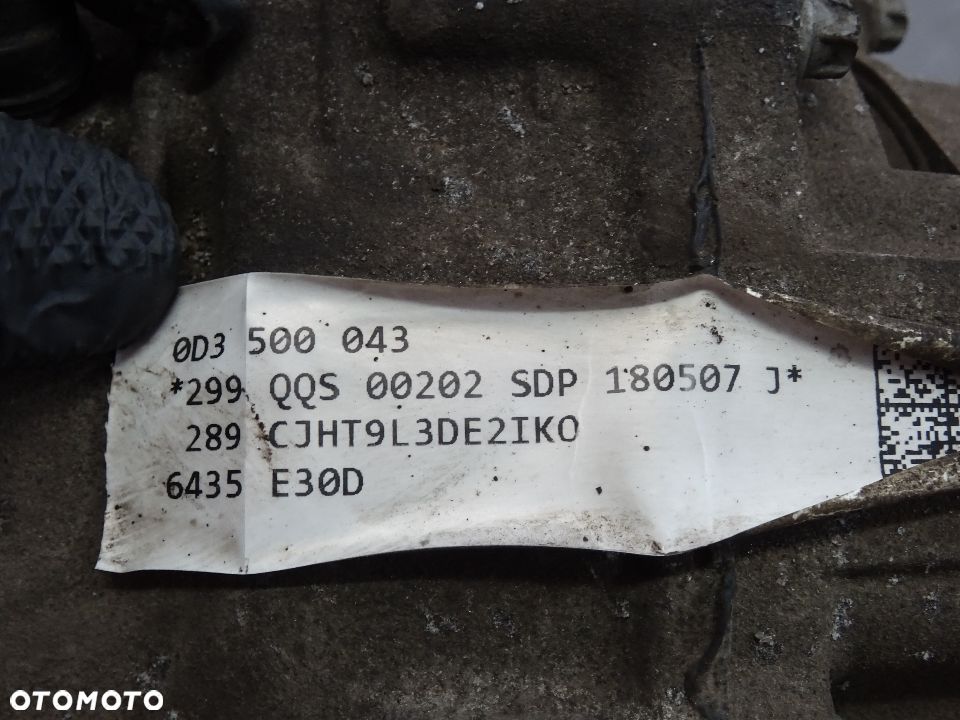 0D3 500 043
*299 QQS 00202 SDP 180507 J*
289 CJHT9L3DE2IKO
6435 E30D
OTOMOTO